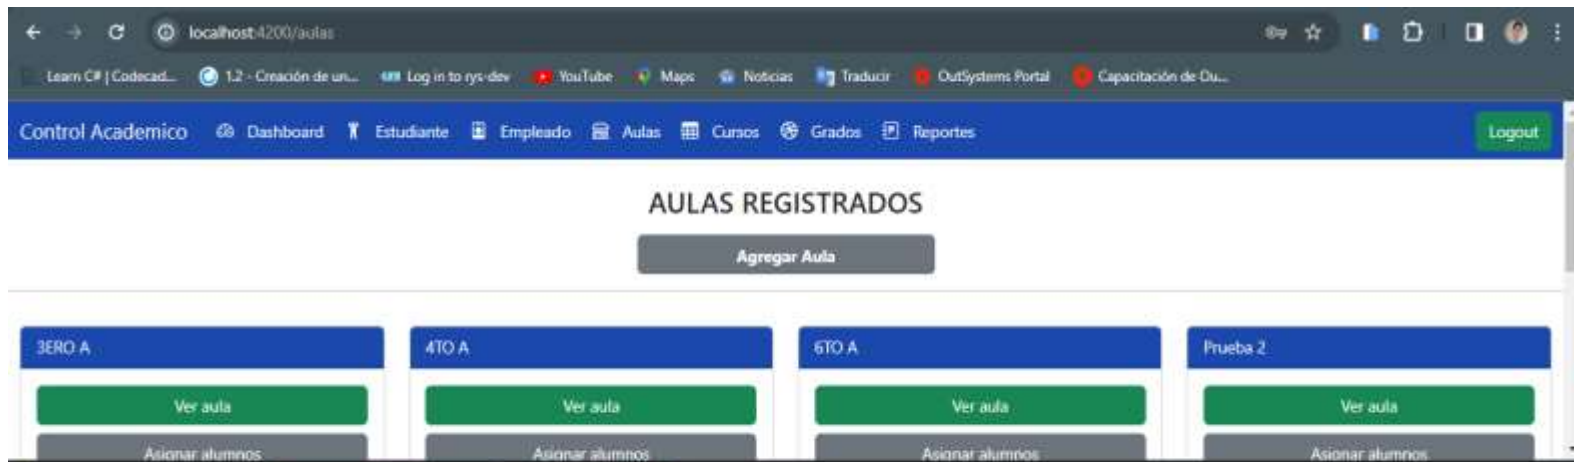 localhost:4200/aulas
Learn C# | Codecad... 1.2 - Creación de un... Log in to rys-dev YouTube Maps Noticias Traducir OutSystems Portal Capacitación de Ou...
Control Academico Dashboard Estudiante Empleado Aulas Cursos Grados Reportes Logout
AULAS REGISTRADOS
Agregar Aula
3ERO A 4TO A 6TO A Prueba 2
Ver aula Ver aula Ver aula Ver aula
Asignar alumnos Asignar alumnos Asignar alumnos Asignar alumnos